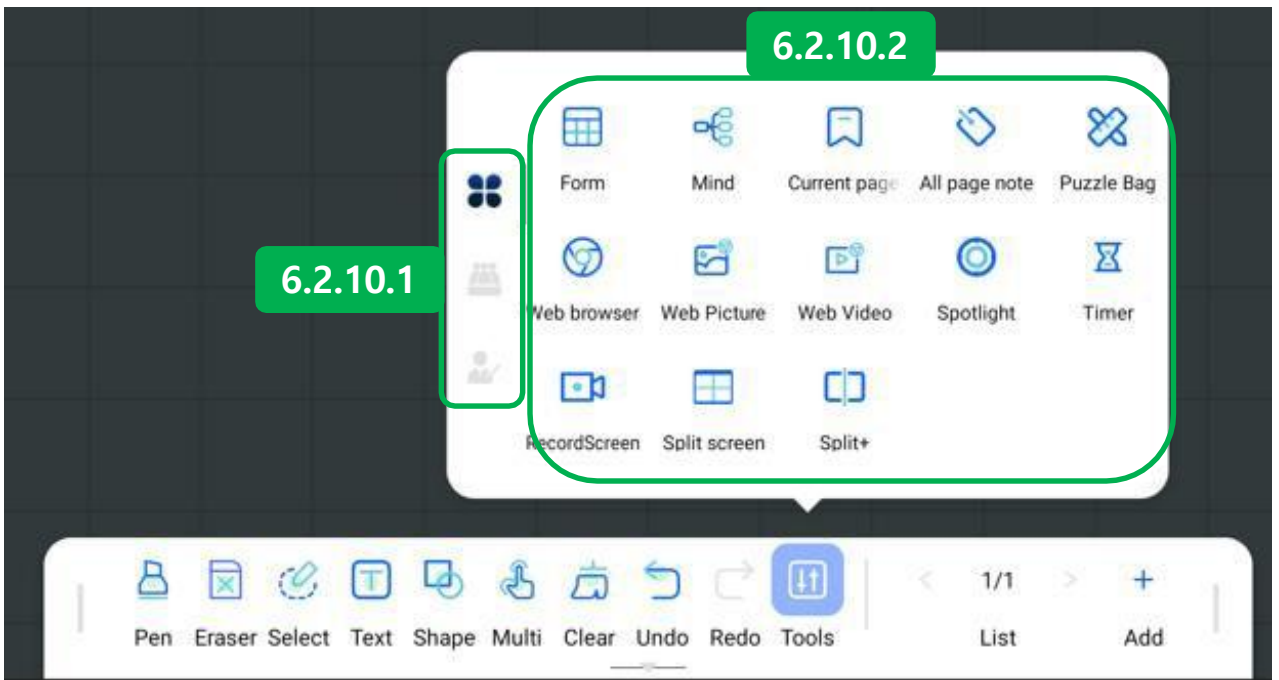 6.2.10.2
Form Mind Current page All page note Puzzle Bag
6.2.10.1
Web browser Web Picture Web Video Spotlight Timer
RecordScreen Split screen Split+
1/1
Pen Eraser Select Text Shape Multi Clear Undo Redo Tools List Add